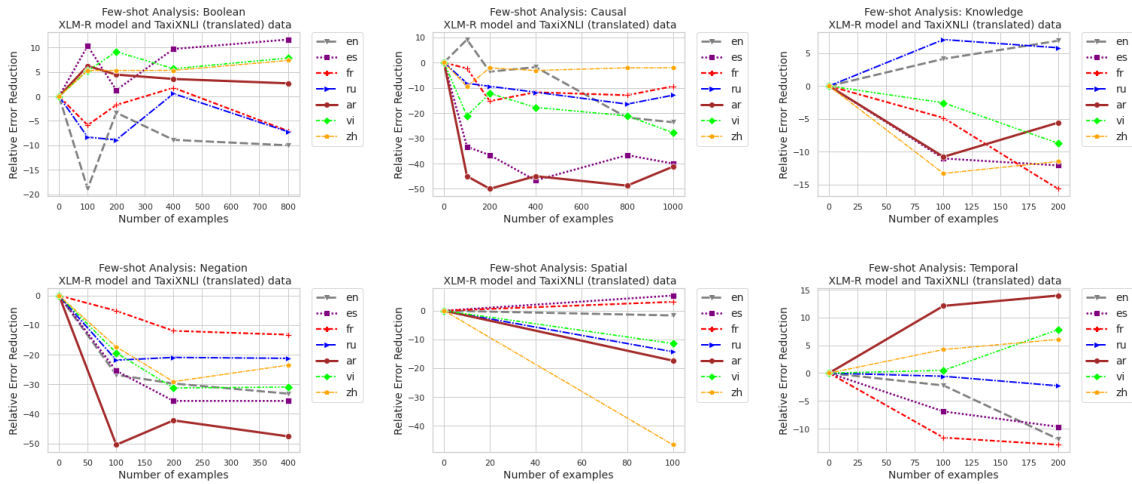 Few-shot Analysis: Boolean
XLM-R model and TaxiXNLI (translated) data
Relative Error Reduction
10
5
0
−5
−10
−15
−20
0
100
200
300
400
500
600
700
800
Number of examples
en
es
fr
ru
ar
vi
zh
Few-shot Analysis: Causal
XLM-R model and TaxiXNLI (translated) data
Relative Error Reduction
10
0
−10
−20
−30
−40
−50
0
200
400
600
800
1000
Number of examples
en
es
fr
ru
ar
vi
zh
Few-shot Analysis: Knowledge
XLM-R model and TaxiXNLI (translated) data
Relative Error Reduction
5
0
−5
−10
−15
0
25
50
75
100
125
150
175
200
Number of examples
en
es
fr
ru
ar
vi
zh
Few-shot Analysis: Negation
XLM-R model and TaxiXNLI (translated) data
Relative Error Reduction
0
−10
−20
−30
−40
−50
0
50
100
150
200
250
300
350
400
Number of examples
en
es
fr
ru
ar
vi
zh
Few-shot Analysis: Spatial
XLM-R model and TaxiXNLI (translated) data
Relative Error Reduction
0
−10
−20
−30
−40
0
20
40
60
80
100
Number of examples
en
es
fr
ru
ar
vi
zh
Few-shot Analysis: Temporal
XLM-R model and TaxiXNLI (translated) data
Relative Error Reduction
15
10
5
0
−5
−10
0
25
50
75
100
125
150
175
200
Number of examples
en
es
fr
ru
ar
vi
zh